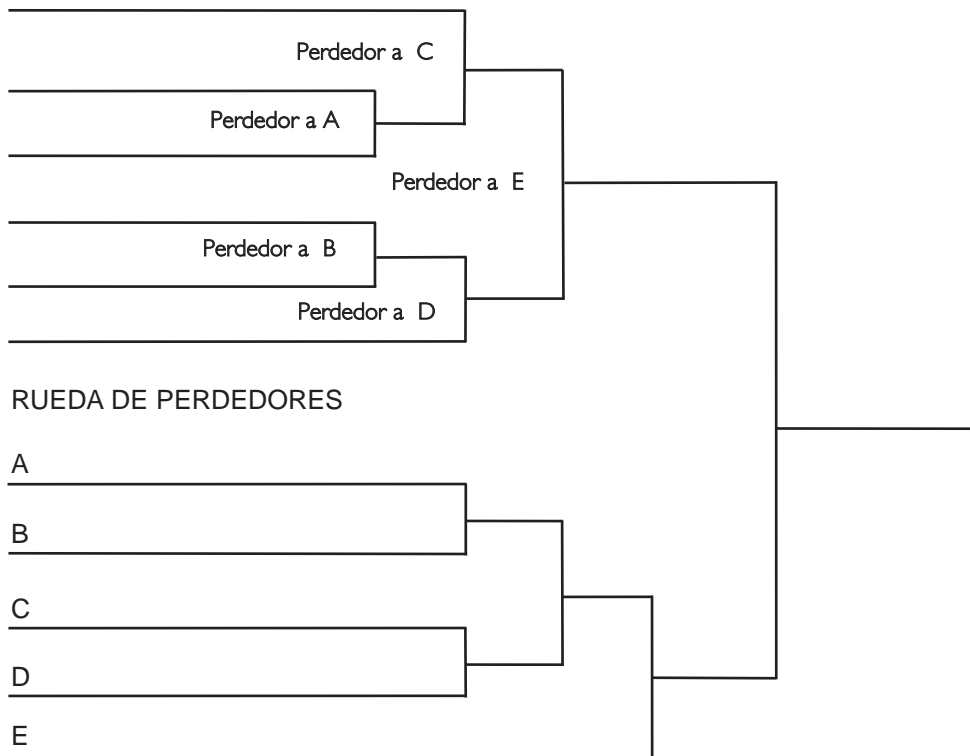 Perdedor a C
Perdedor a A
Perdedor a E
Perdedor a B
Perdedor a D
RUEDA DE PERDEDORES
A
B
C
D
E